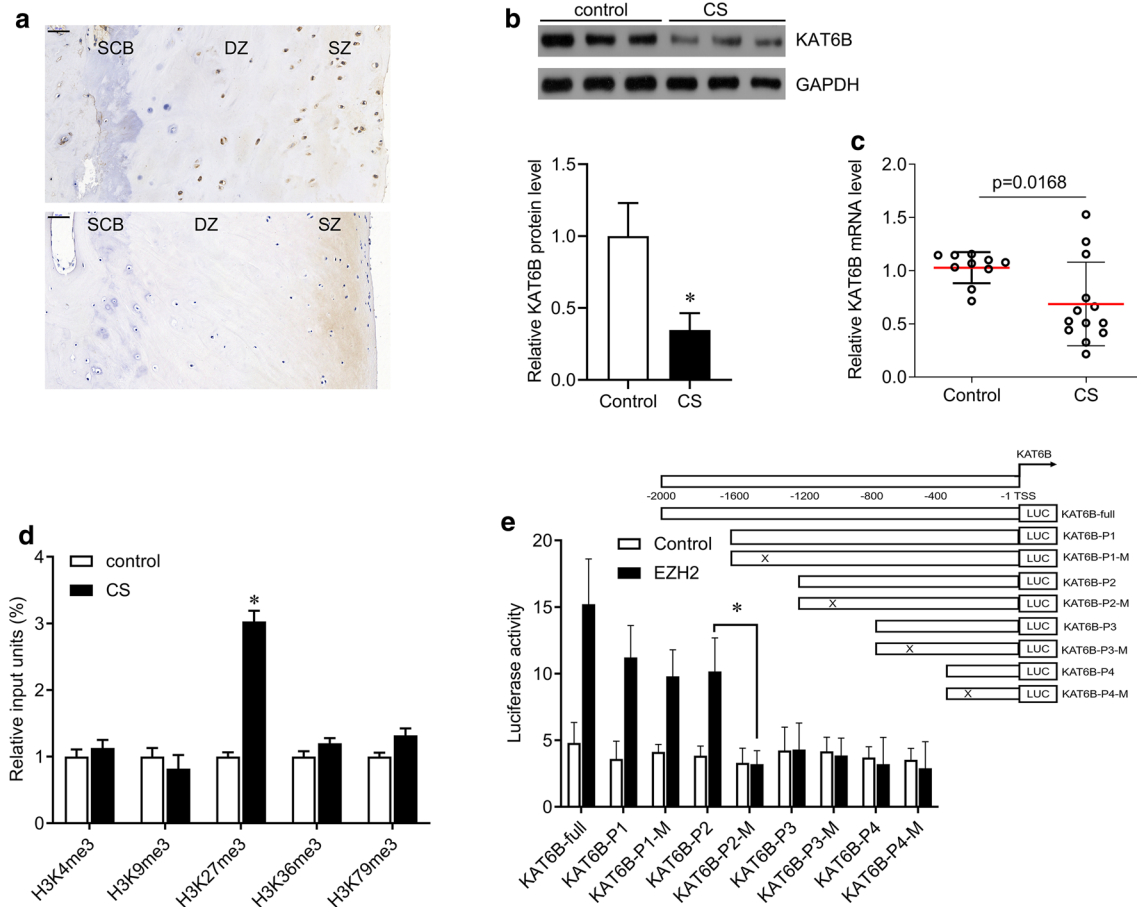 a
SCB DZ SZ
SCB DZ SZ
b
control CS
KAT6B
GAPDH
Relative KAT6B protein level
1.5
1.0
0.5
0.0
*
Control CS
c
Relative KAT6B mRNA level
2.0
1.5
1.0
0.5
0.0
p=0.0168
Control CS
d
Relative input units (%)
4
3
2
1
0
control
CS
*
H3K4me3
H3K9me3
H3K27me3
H3K36me3
H3K79me3
e
KAT6B
-2000 -1600 -1200 -800 -400 -1 TSS
LUC KAT6B-full
LUC KAT6B-P1
X LUC KAT6B-P1-M
LUC KAT6B-P2
X LUC KAT6B-P2-M
LUC KAT6B-P3
X LUC KAT6B-P3-M
LUC KAT6B-P4
X LUC KAT6B-P4-M
Luciferase activity
20
15
10
5
0
Control
EZH2
*
KAT6B-full
KAT6B-P1
KAT6B-P1-M
KAT6B-P2
KAT6B-P2-M
KAT6B-P3
KAT6B-P3-M
KAT6B-P4
KAT6B-P4-M